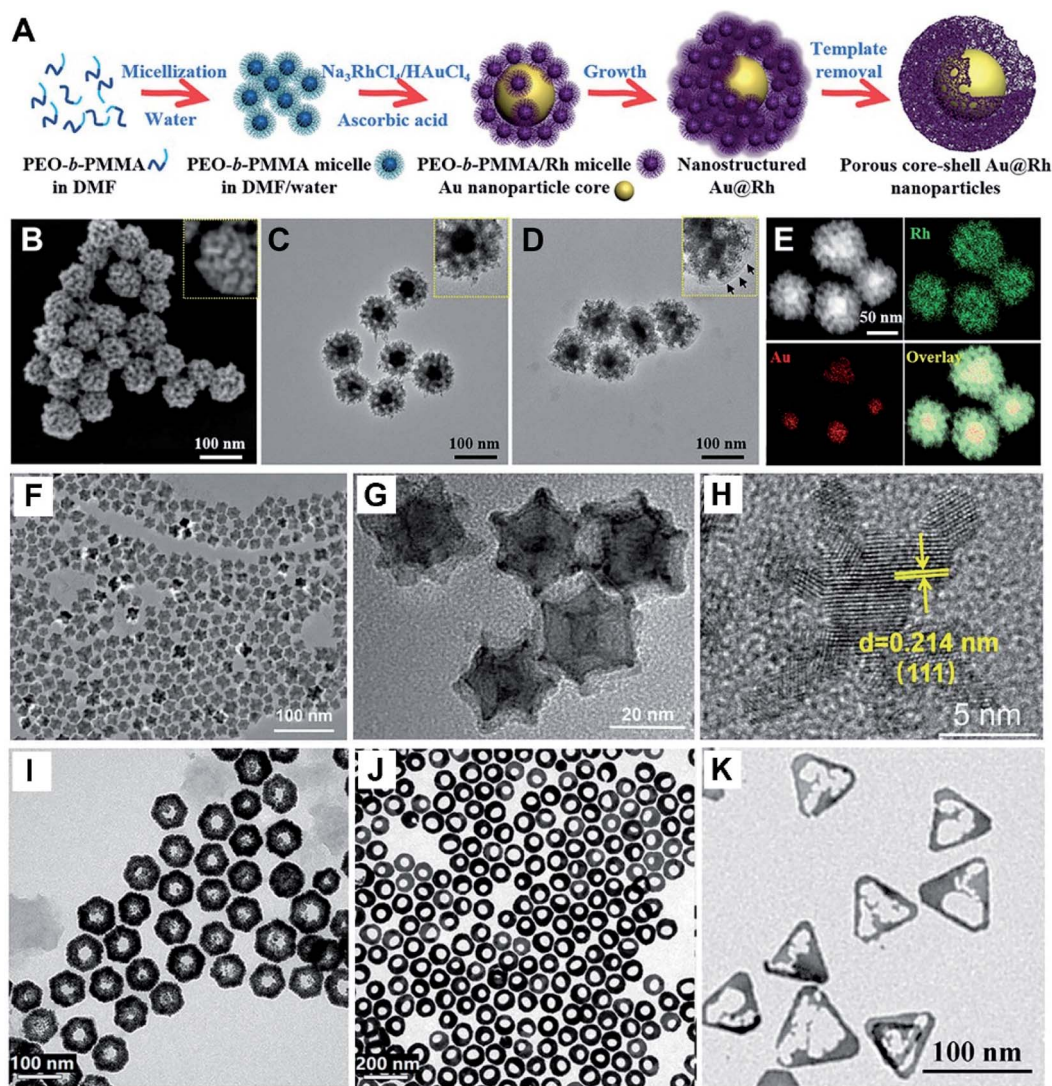 A
Micellization
Water
Na₃RhCl₆/HAuCl₄
Ascorbic acid
Growth
Template
removal
PEO-b-PMMA
in DMF
PEO-b-PMMA micelle
in DMF/water
PEO-b-PMMA/Rh micelle
Au nanoparticle core
Nanostructured
Au@Rh
Porous core-shell Au@Rh
nanoparticles
B
100 nm
C
100 nm
D
100 nm
E
50 nm
Rh
Au
Overlay
F
100 nm
G
20 nm
H
d=0.214 nm
(111)
5 nm
I
100 nm
J
200 nm
K
100 nm